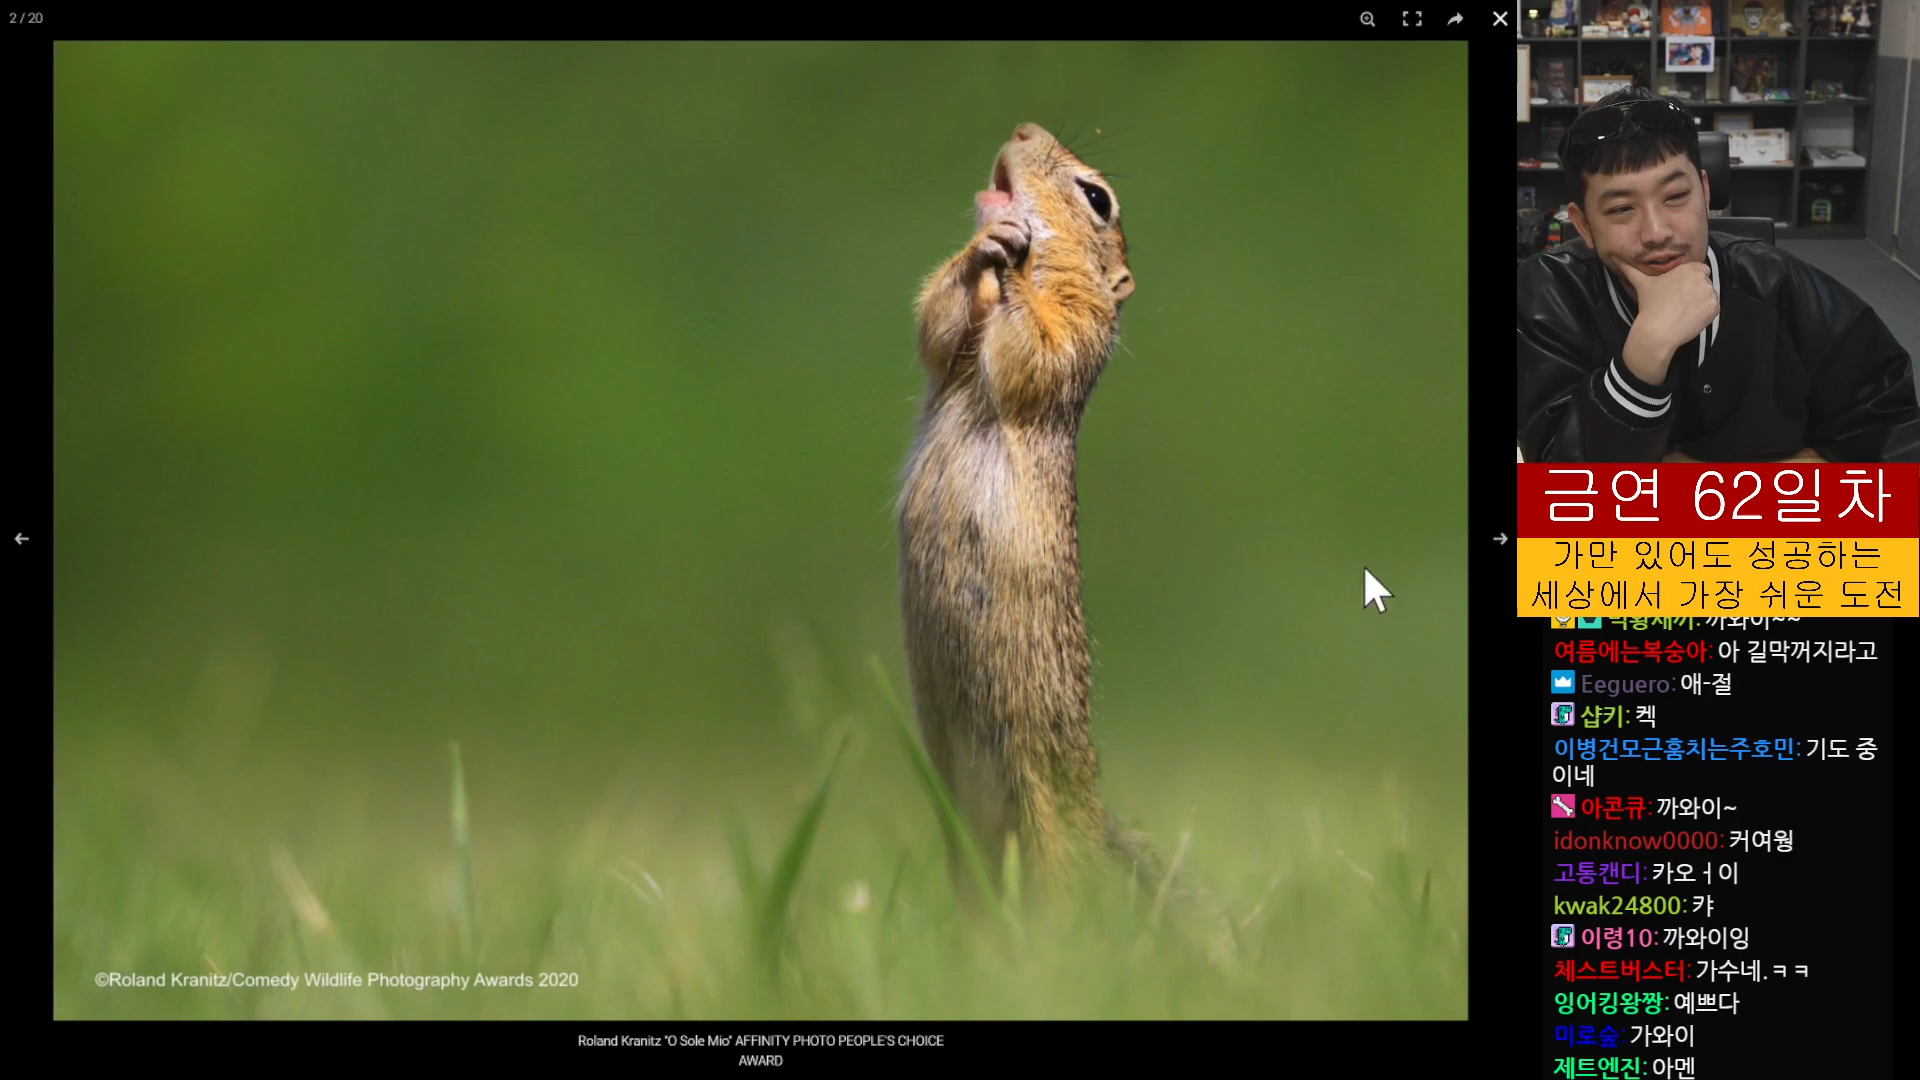 2 / 20
©Roland Kranitz/Comedy Wildlife Photography Awards 2020
Roland Kranitz "O Sole Mio" AFFINITY PHOTO PEOPLE'S CHOICE
AWARD
금연 62일차
가만 있어도 성공하는
세상에서 가장 쉬운 도전
까와이~~
여름에는복숭아: 아 길막꺼지라고
Eeguero: 애-절
샵키: 켁
이병건모근훔치는주호민: 기도 중
이네
아콘큐: 까와이~
idonknow0000: 커여웡
고통캔디: 카오ㅓ이
kwak24800: 캬
이령10: 까와이잉
체스트버스터: 가수네.ㅋㅋ
잉어킹왕짱: 예쁘다
미로숲: 가와이
제트엔진: 아멘